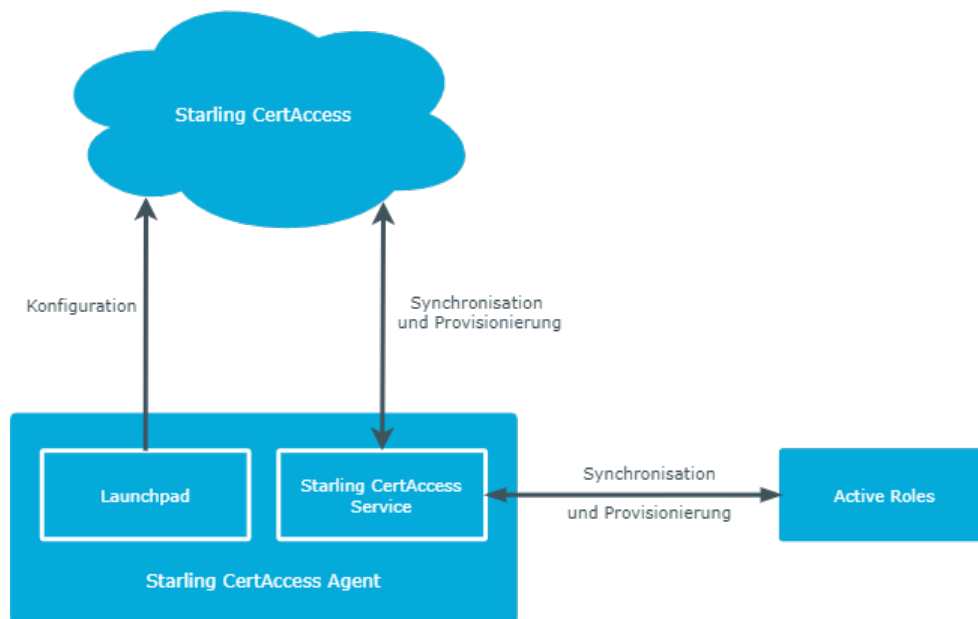 Starling CertAccess
Konfiguration
Synchronisation
und Provisionierung
Launchpad
Starling CertAccess
Service
Synchronisation
und Provisionierung
Active Roles
Starling CertAccess Agent